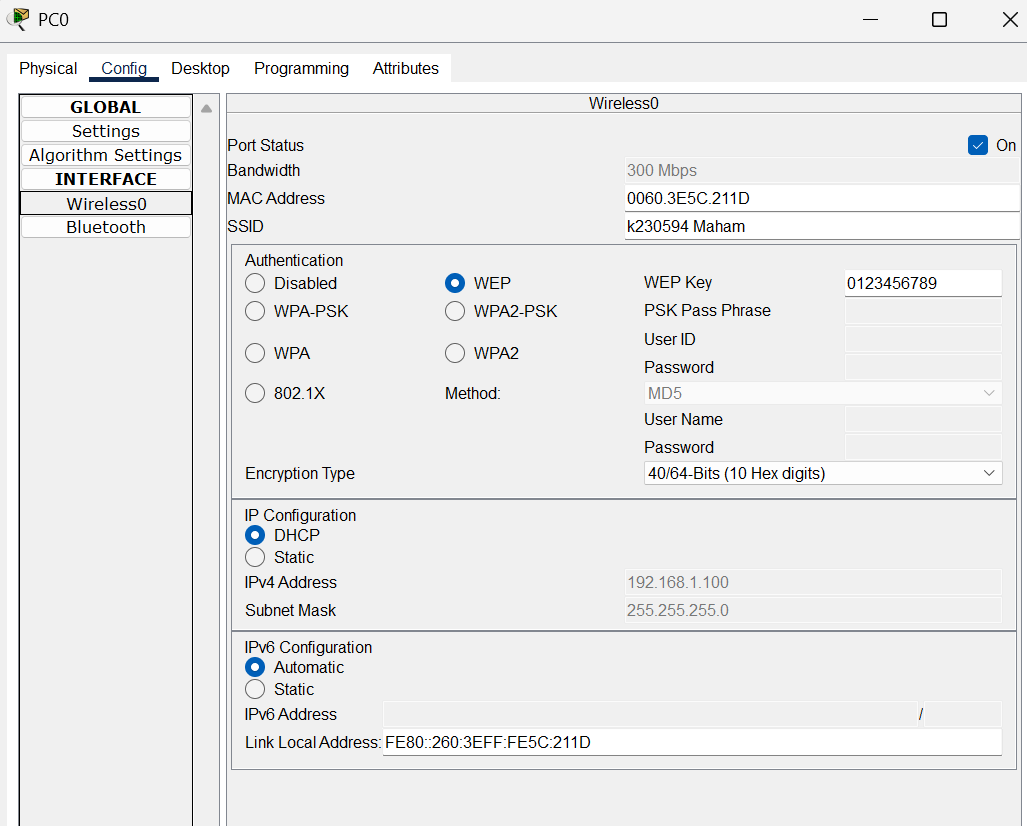 PC0
Physical Config Desktop Programming Attributes
GLOBAL
Settings
Algorithm Settings
INTERFACE
Wireless0
Bluetooth
Wireless0
Port Status On
Bandwidth 300 Mbps
MAC Address 0060.3E5C.211D
SSID k230594 Maham
Authentication
Disabled WEP WEP Key 0123456789
WPA-PSK WPA2-PSK PSK Pass Phrase
User ID
WPA WPA2
Password
802.1X Method: MD5
User Name
Password
Encryption Type 40/64-Bits (10 Hex digits)
IP Configuration
DHCP
Static
IPv4 Address 192.168.1.100
Subnet Mask 255.255.255.0
IPv6 Configuration
Automatic
Static
IPv6 Address /
Link Local Address: FE80::260:3EFF:FE5C:211D